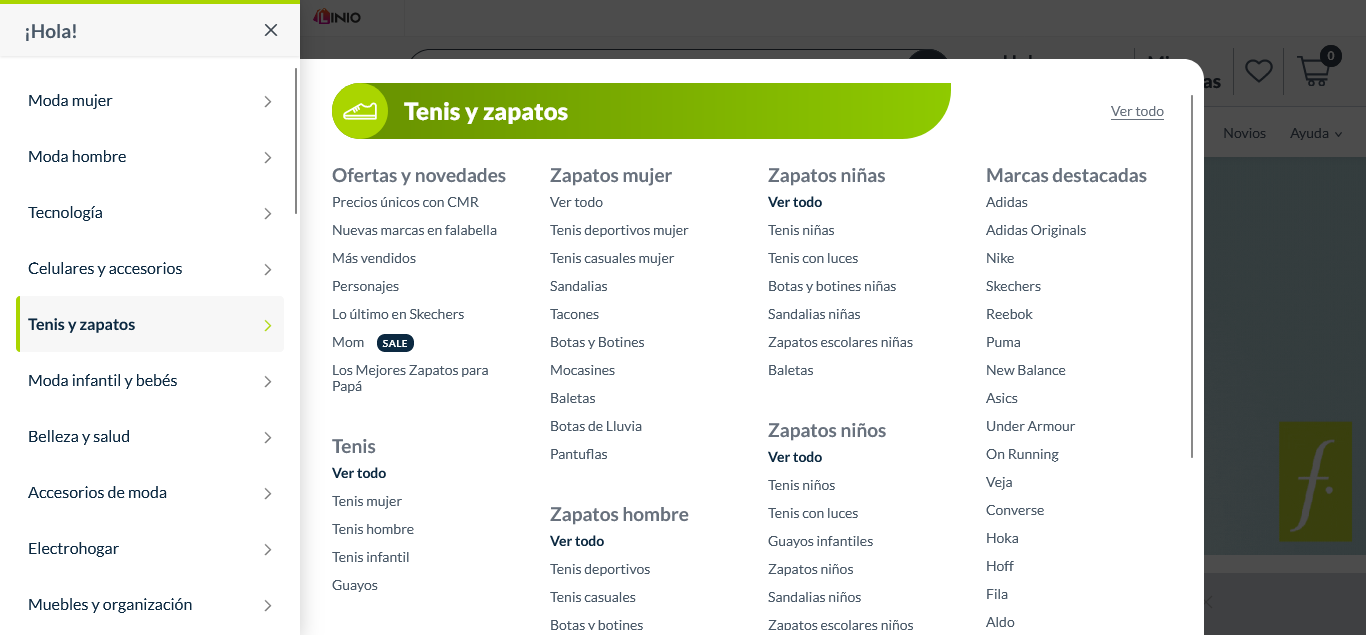 ¡Hola!
Moda mujer
Moda hombre
Tecnología
Celulares y accesorios
Tenis y zapatos
Moda infantil y bebés
Belleza y salud
Accesorios de moda
Electrohogar
Muebles y organización
LINIO
0
Novios
Ayuda
Tenis y zapatos
Ver todo
Ofertas y novedades
Precios únicos con CMR
Nuevas marcas en falabella
Más vendidos
Personajes
Lo último en Skechers
Mom SALE
Los Mejores Zapatos para
Papá
Tenis
Ver todo
Tenis mujer
Tenis hombre
Tenis infantil
Guayos
Zapatos mujer
Ver todo
Tenis deportivos mujer
Tenis casuales mujer
Sandalias
Tacones
Botas y Botines
Mocasines
Baletas
Botas de Lluvia
Pantuflas
Zapatos hombre
Ver todo
Tenis deportivos
Tenis casuales
Botas y botines
Zapatos niñas
Ver todo
Tenis niñas
Tenis con luces
Botas y botines niñas
Sandalias niñas
Zapatos escolares niñas
Baletas
Zapatos niños
Ver todo
Tenis niños
Tenis con luces
Guayos infantiles
Zapatos niños
Sandalias niños
Zapatos escolares niños
Marcas destacadas
Adidas
Adidas Originals
Nike
Skechers
Reebok
Puma
New Balance
Asics
Under Armour
On Running
Veja
Converse
Hoka
Hoff
Fila
Aldo
f.